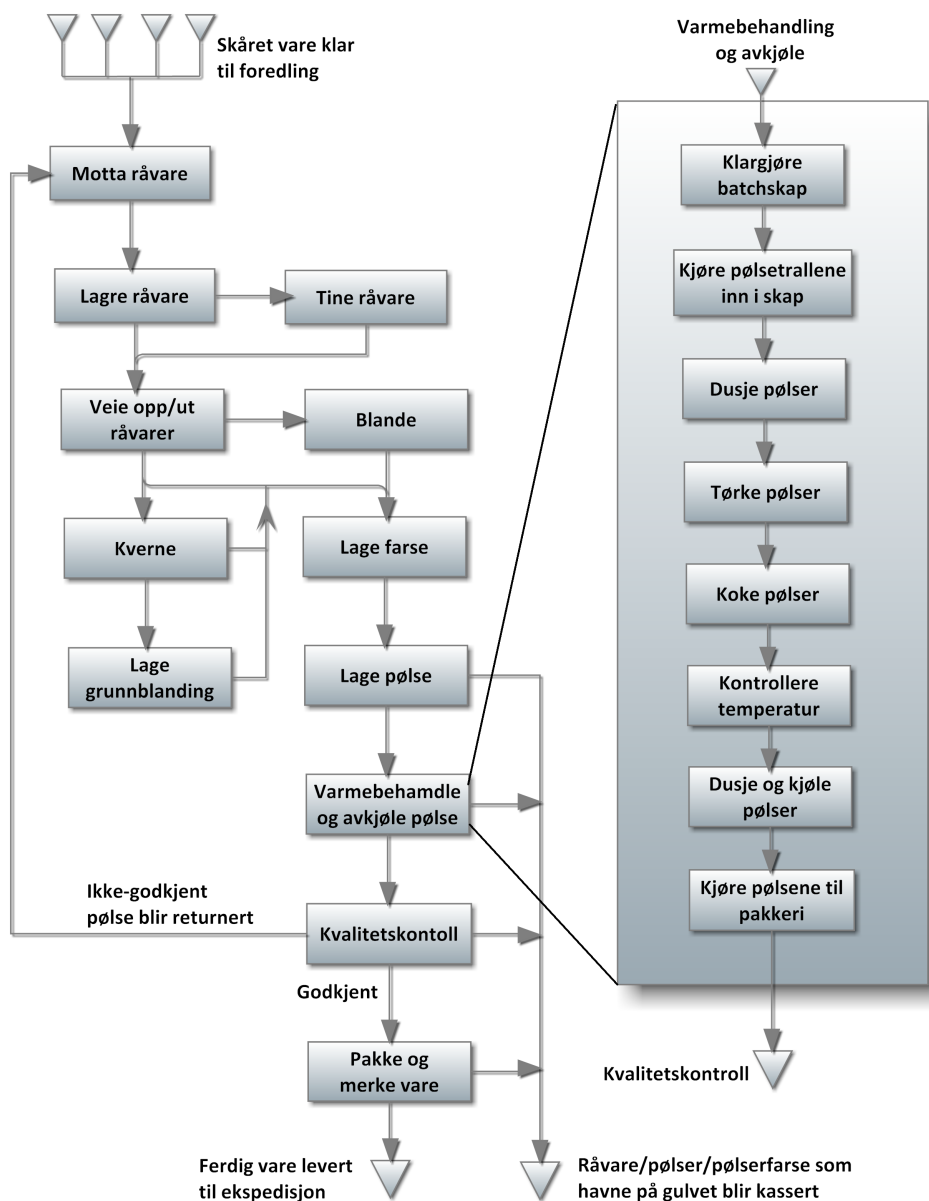 Skåret vare klar
til foredling
Motta råvare
Lagre råvare
Tine råvare
Veie opp/ut
råvarer
Blande
Kverne
Lage farse
Lage
grunnblanding
Lage pølse
Varmebehamdle
og avkjøle pølse
Ikke-godkjent
pølse blir returnert
Kvalitetskontoll
Godkjent
Pakke og
merke vare
Ferdig vare levert
til ekspedisjon
Råvare/pølser/pølserfarse som
havne på gulvet blir kassert
Varmebehandling
og avkjøle
Klargjøre
batchskap
Kjøre pølsetrallene
inn i skap
Dusje pølser
Tørke pølser
Koke pølser
Kontrollere
temperatur
Dusje og kjøle
pølser
Kjøre pølsene til
pakkeri
Kvalitetskontroll